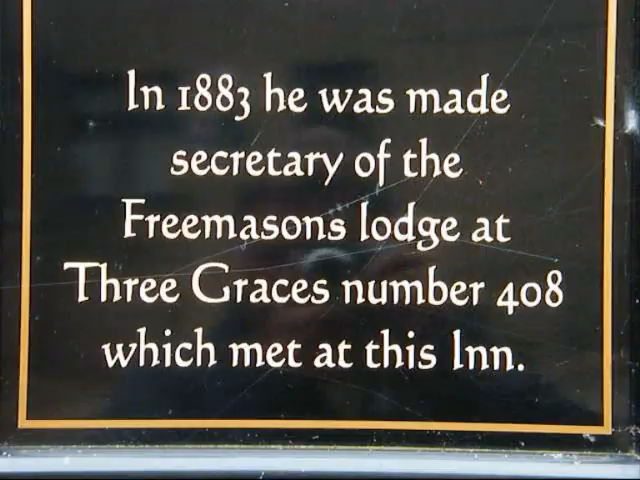 In 1883 he was made
secretary of the
Freemasons lodge at
Three Graces number 408
which met at this Inn.